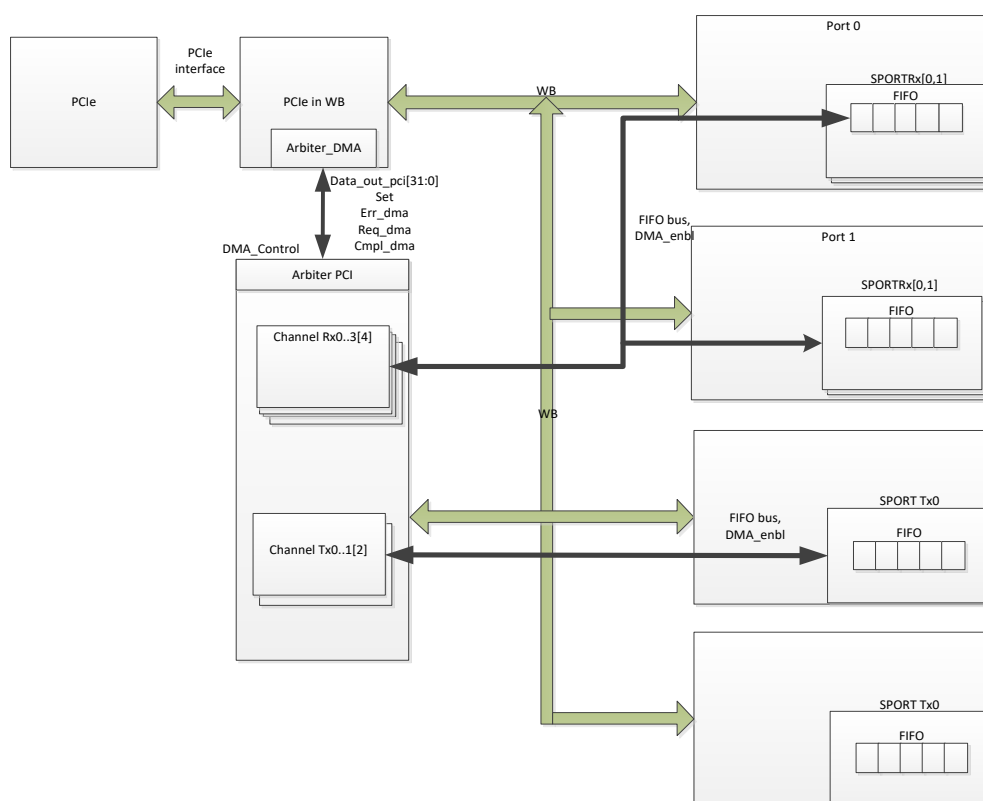 Port 0
PCIe
interface
PCIe
PCIe in WB
WB
SPORTRx[0,1]
FIFO
Arbiter_DMA
Data_out_pci[31:0]
Set
Err_dma
Req_dma
Cmpl_dma
FIFO bus,
DMA_enbl
Port 1
DMA_Control
Arbiter PCI
SPORTRx[0,1]
FIFO
Channel Rx0..3[4]
WB
SPORT Tx0
FIFO bus,
DMA_enbl
FIFO
Channel Tx0..1[2]
SPORT Tx0
FIFO